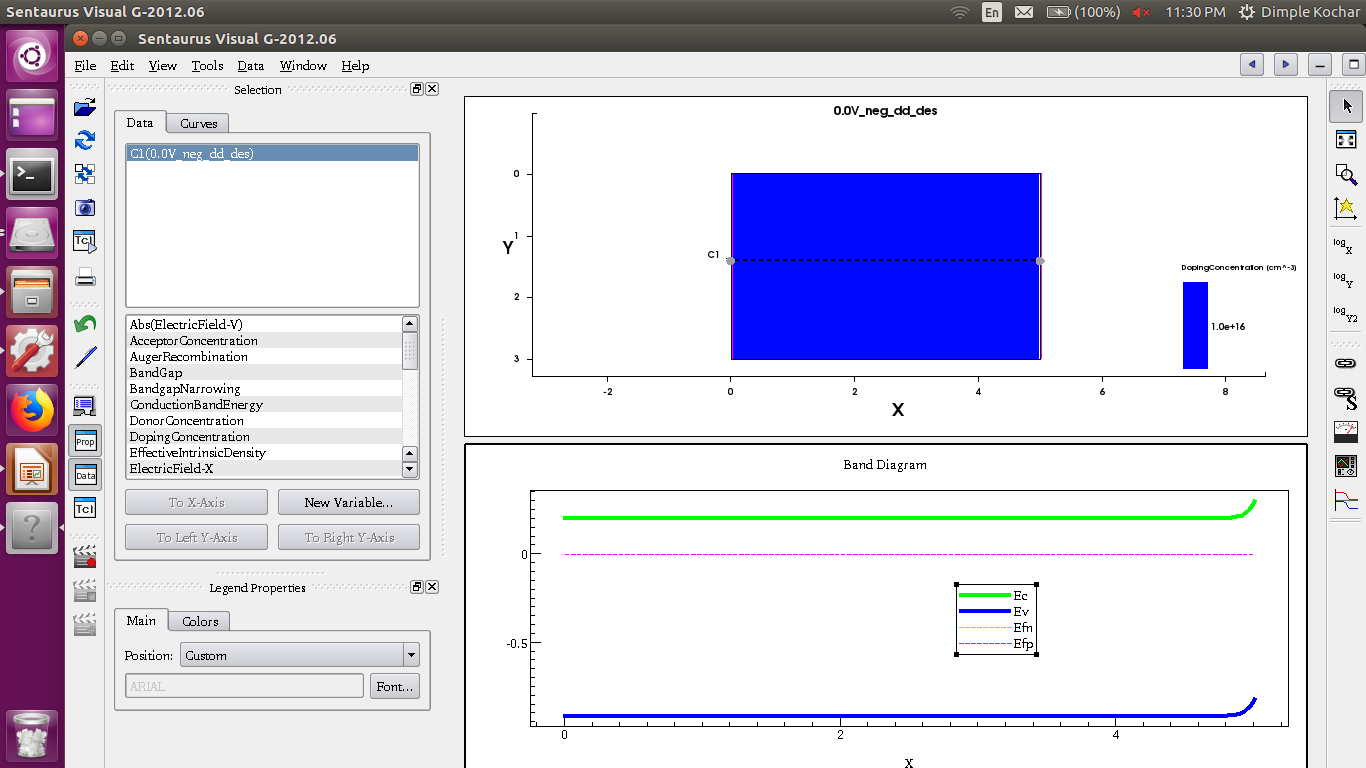 Sentaurus Visual G-2012.06
En
(100%)
11:30 PM
Dimple Kochar
Sentaurus Visual G-2012.06
File Edit View Tools Data Window Help
Selection
Data Curves
C1(0.0V_neg_dd_des)
Abs(ElectricField-V)
AcceptorConcentration
AugerRecombination
BandGap
BandgapNarrowing
ConductionBandEnergy
DonorConcentration
DopingConcentration
EffectiveIntrinsicDensity
ElectricField-X
To X-Axis New Variable...
To Left Y-Axis To Right Y-Axis
Legend Properties
Main Colors
Position: Custom
ARIAL Font...
Tcl
Prop
Data
Tcl
0.0V_neg_dd_des
0
1
2
3
Y
C1
-2 0 2 4 6 8
X
DopingConcentration (cm^-3)
1.0e+16
Band Diagram
0
-0.5
Ec
Ev
Efn
Efp
0 2 4
X
log X
log Y
log Y2
S